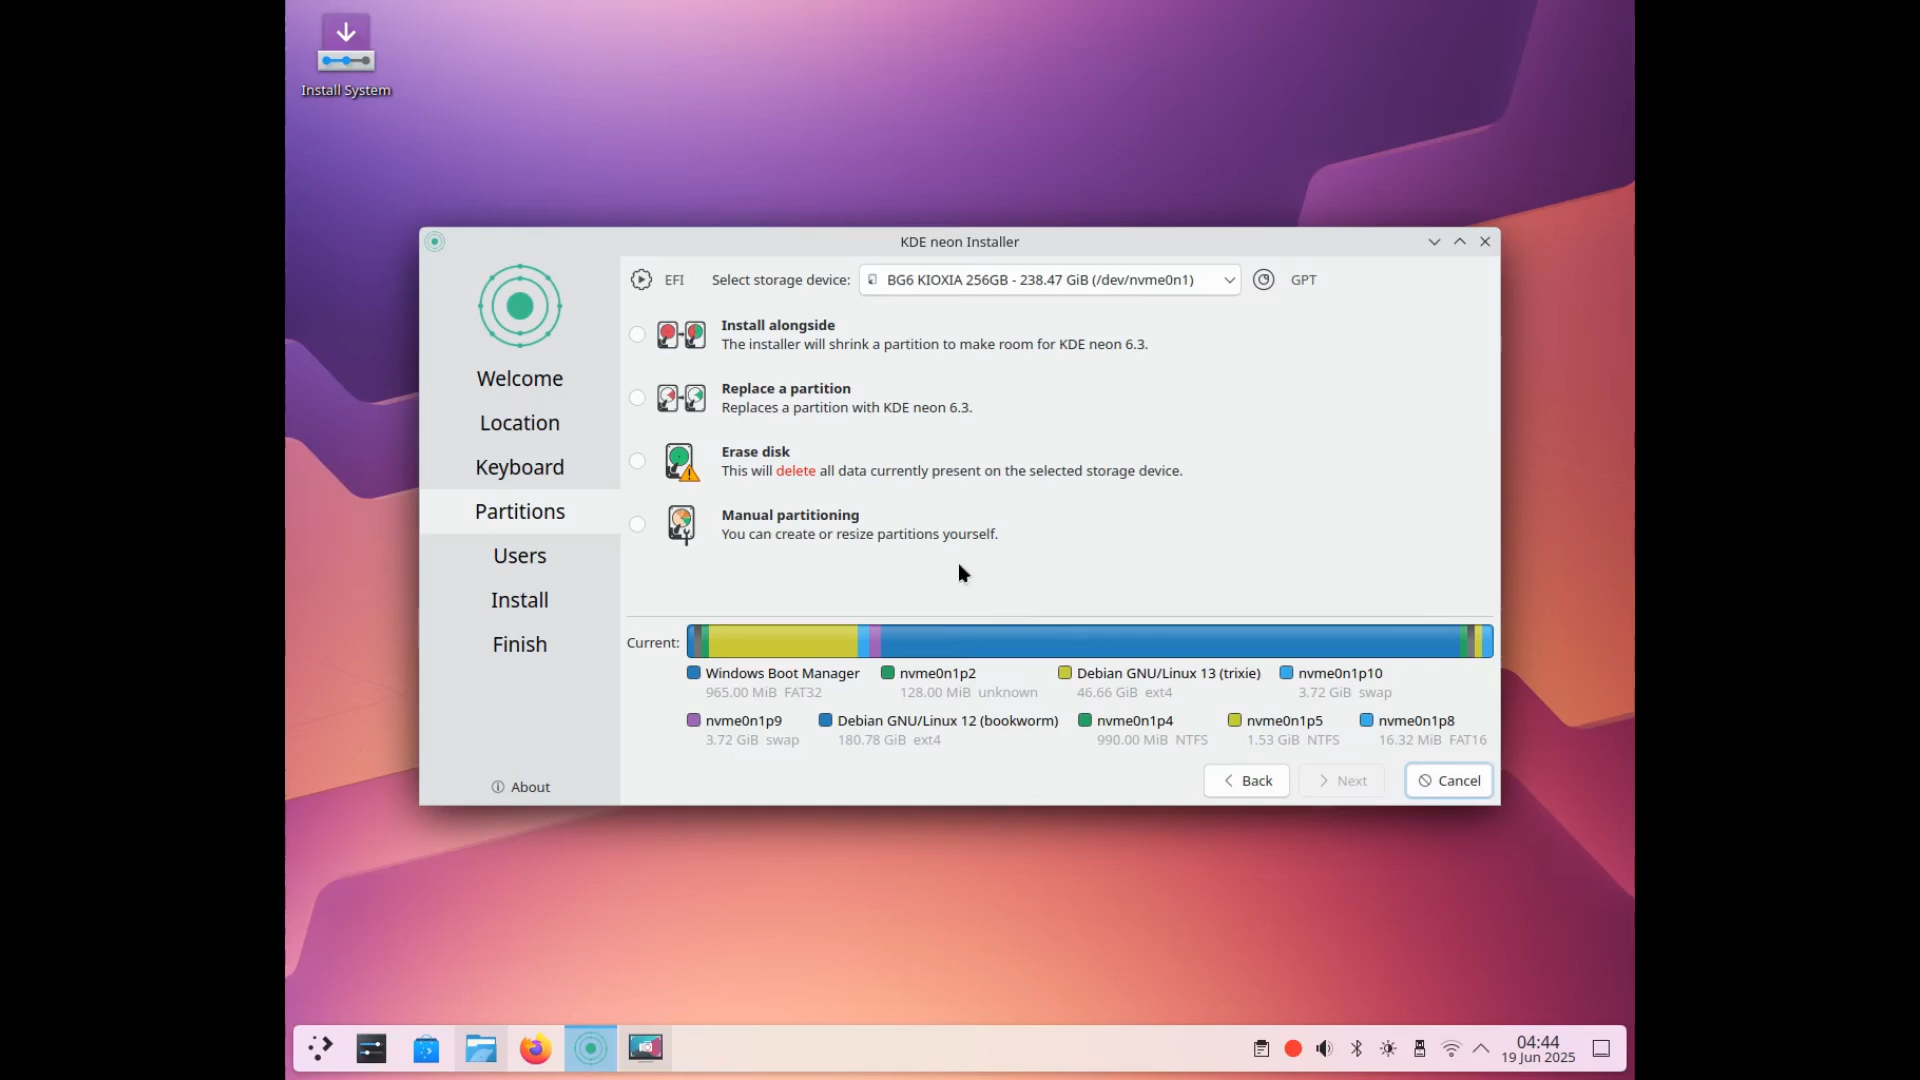 Install System
KDE neon Installer
EFI Select storage device: BG6 KIOXIA 256GB - 238.47 GiB (/dev/nvme0n1) GPT
Install alongside
The installer will shrink a partition to make room for KDE neon 6.3.
Replace a partition
Replaces a partition with KDE neon 6.3.
Erase disk
This will delete all data currently present on the selected storage device.
Manual partitioning
You can create or resize partitions yourself.
Welcome
Location
Keyboard
Partitions
Users
Install
Finish
About
Current:
Windows Boot Manager nvme0n1p2 Debian GNU/Linux 13 (trixie) nvme0n1p10
965.00 MiB FAT32 128.00 MiB unknown 46.66 GiB ext4 3.72 GiB swap
nvme0n1p9 Debian GNU/Linux 12 (bookworm) nvme0n1p4 nvme0n1p5 nvme0n1p8
3.72 GiB swap 180.78 GiB ext4 990.00 MiB NTFS 1.53 GiB NTFS 16.32 MiB FAT16
Back Next Cancel
04:44
19 Jun 2025